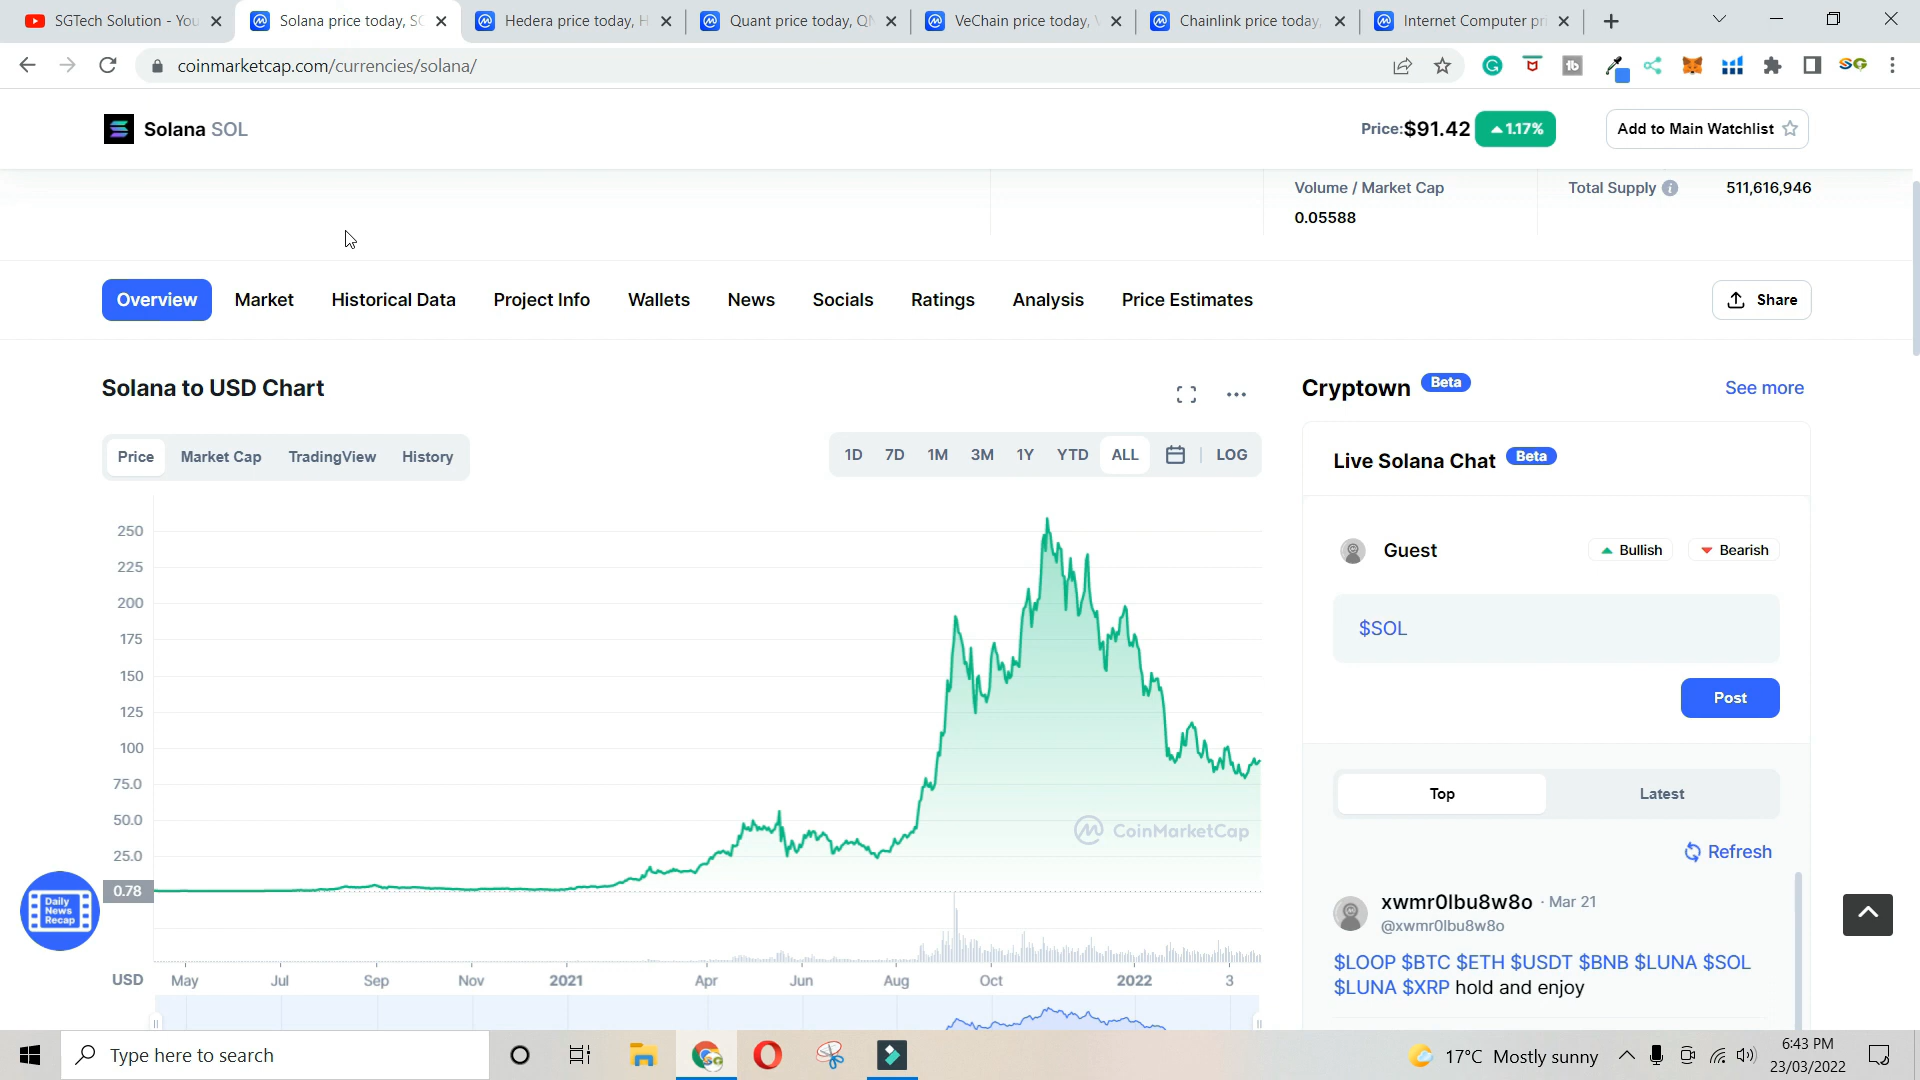 SGTech Solution - You
Solana price today, SO
Hedera price today, H
Quant price today, QN
VeChain price today, V
Chainlink price today,
Internet Computer pri
coinmarketcap.com/currencies/solana/
Solana SOL
Price:$91.42 1.17%
Add to Main Watchlist
Volume / Market Cap
0.05588
Total Supply
511,616,946
Overview
Market
Historical Data
Project Info
Wallets
News
Socials
Ratings
Analysis
Price Estimates
Share
Solana to USD Chart
Price
Market Cap
TradingView
History
1D
7D
1M
3M
1Y
YTD
ALL
LOG
250
225
200
175
150
125
100
75.0
50.0
25.0
0.78
CoinMarketCap
USD
May
Jul
Sep
Nov
2021
Apr
Jun
Aug
Oct
2022
3
Daily
News
Recap
Cryptown Beta
See more
Live Solana Chat Beta
Guest
Bullish
Bearish
$SOL
Post
Top
Latest
Refresh
xwmr0lbu8w8o · Mar 21
@xwmr0lbu8w8o
$LOOP $BTC $ETH $USDT $BNB $LUNA $SOL
$LUNA $XRP hold and enjoy
Type here to search
17°C Mostly sunny
6:43 PM
23/03/2022